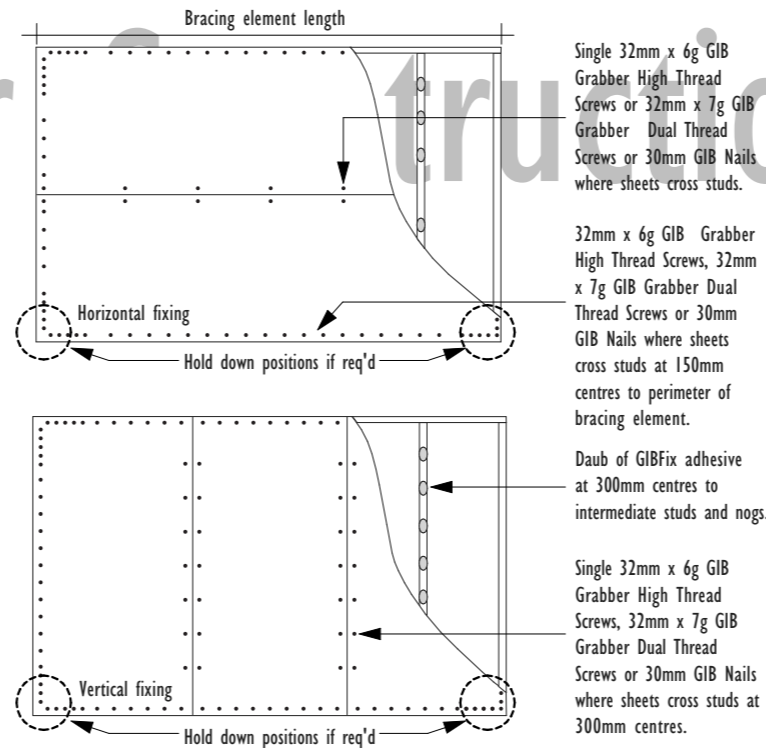 Bracing element length
Single 32mm x 6g GIB
Grabber High Thread
Screws or 32mm x 7g GIB
Grabber Dual Thread
Screws or 30mm GIB Nails
where sheets cross studs.
32mm x 6g GIB Grabber
High Thread Screws, 32mm
x 7g GIB Grabber Dual
Thread Screws or 30mm
GIB Nails where sheets
cross studs at 150mm
centres to perimeter of
bracing element.
Horizontal fixing
Hold down positions if req'd
Daub of GIBFix adhesive
at 300mm centres to
intermediate studs and nogs.
Single 32mm x 6g GIB
Grabber High Thread
Screws, 32mm x 7g GIB
Grabber Dual Thread
Screws or 30mm GIB Nails
where sheets cross studs at
300mm centres.
Vertical fixing
Hold down positions if req'd